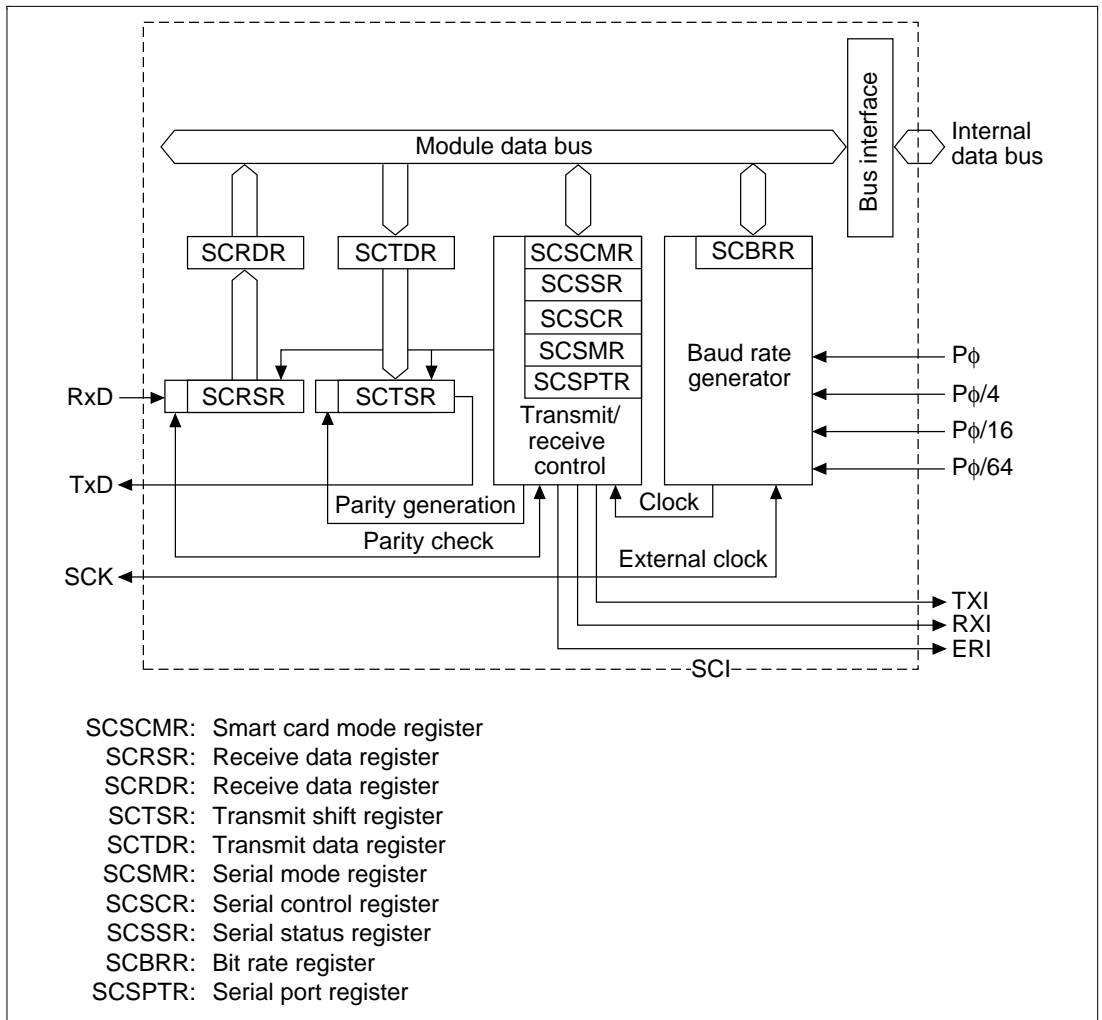 Module data bus
Bus interface
Internal
data bus
SCRDR
SCTDR
SCSCMR
SCSSR
SCSCR
SCSMR
SCSPTR
Transmit/
receive
control
SCBRR
Baud rate
generator
Pϕ
Pϕ/4
Pϕ/16
Pϕ/64
RxD
SCRSR
SCTSR
TxD
Parity generation
Parity check
Clock
External clock
SCK
TXI
RXI
ERI
SCI
SCSCMR: Smart card mode register
SCRSR: Receive data register
SCRDR: Receive data register
SCTSR: Transmit shift register
SCTDR: Transmit data register
SCSMR: Serial mode register
SCSCR: Serial control register
SCSSR: Serial status register
SCBRR: Bit rate register
SCSPTR: Serial port register